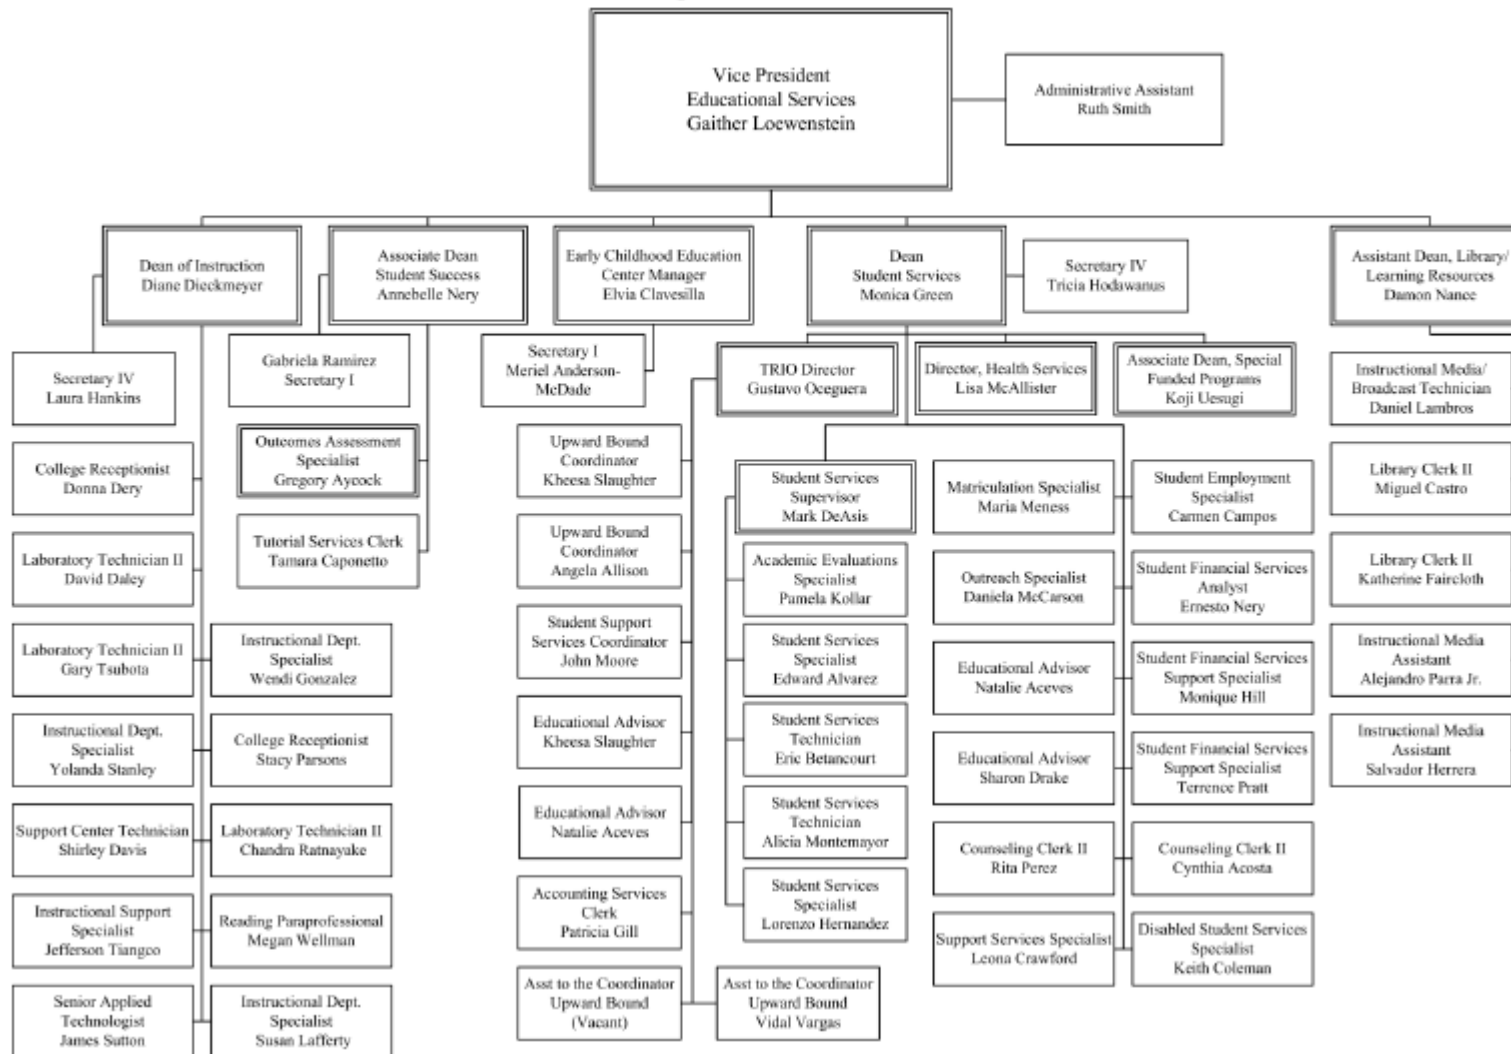 Vice President
Educational Services
Gaither Loewenstein
Administrative Assistant
Ruth Smith
Dean of Instruction
Diane Dieckmeyer
Associate Dean
Student Success
Annebelle Nery
Early Childhood Education
Center Manager
Elvia Clavesilla
Dean
Student Services
Monica Green
Secretary IV
Tricia Hodawanus
Assistant Dean, Library/
Learning Resources
Damon Nance
Secretary IV
Laura Hankins
Gabriela Ramirez
Secretary I
Secretary I
Meriel Anderson-
McDade
TRIO Director
Gustavo Oceguera
Director, Health Services
Lisa McAllister
Associate Dean, Special
Funded Programs
Koji Uesugi
Instructional Media/
Broadcast Technician
Daniel Lambros
College Receptionist
Donna Dery
Outcomes Assessment
Specialist
Gregory Aycock
Upward Bound
Coordinator
Kheesa Slaughter
Student Services
Supervisor
Mark DeAsis
Matriculation Specialist
Maria Meness
Student Employment
Specialist
Carmen Campos
Library Clerk II
Miguel Castro
Laboratory Technician II
David Daley
Tutorial Services Clerk
Tamara Caponetto
Upward Bound
Coordinator
Angela Allison
Academic Evaluations
Specialist
Pamela Kollar
Outreach Specialist
Daniela McCarson
Student Financial Services
Analyst
Ernesto Nery
Library Clerk II
Katherine Faircloth
Laboratory Technician II
Gary Tsubota
Instructional Dept.
Specialist
Wendi Gonzalez
Student Support
Services Coordinator
John Moore
Student Services
Specialist
Edward Alvarez
Educational Advisor
Natalie Aceves
Student Financial Services
Support Specialist
Monique Hill
Instructional Media
Assistant
Alejandro Parra Jr.
Instructional Dept.
Specialist
Yolanda Stanley
College Receptionist
Stacy Parsons
Educational Advisor
Kheesa Slaughter
Student Services
Technician
Eric Betancourt
Educational Advisor
Sharon Drake
Student Financial Services
Support Specialist
Terrence Pratt
Instructional Media
Assistant
Salvador Herrera
Support Center Technician
Shirley Davis
Laboratory Technician II
Chandra Ratnayake
Educational Advisor
Natalie Aceves
Student Services
Technician
Alicia Montemayor
Counseling Clerk II
Rita Perez
Counseling Clerk II
Cynthia Acosta
Instructional Support
Specialist
Jefferson Tiangco
Reading Paraprofessional
Megan Wellman
Accounting Services
Clerk
Patricia Gill
Student Services
Specialist
Lorenzo Hernandez
Support Services Specialist
Leona Crawford
Disabled Student Services
Specialist
Keith Coleman
Senior Applied
Technologist
James Sutton
Instructional Dept.
Specialist
Susan Lafferty
Asst to the Coordinator
Upward Bound
(Vacant)
Asst to the Coordinator
Upward Bound
Vidal Vargas